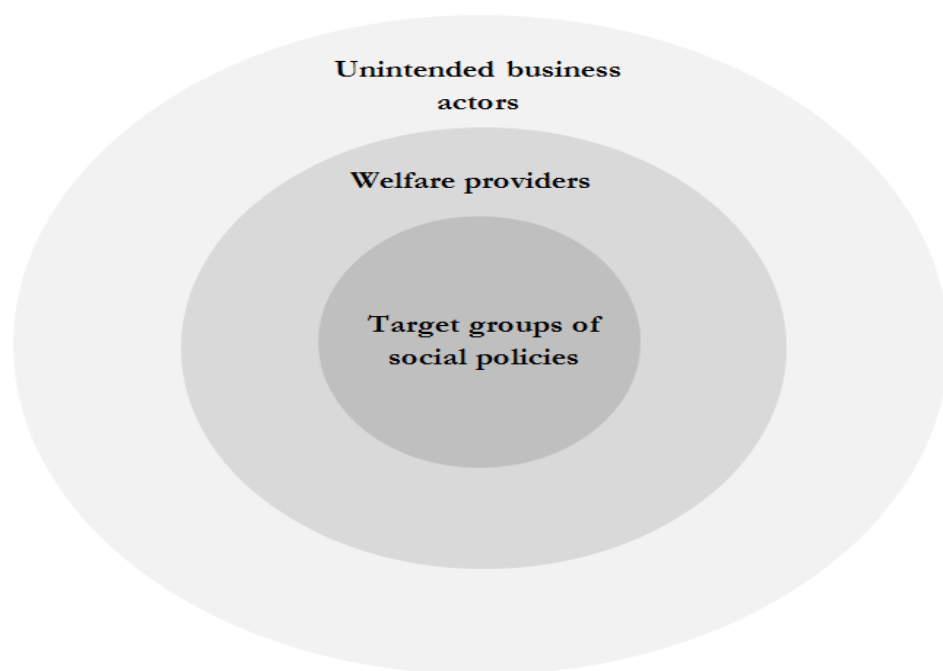 Unintended business
actors
Welfare providers
Target groups of
social policies